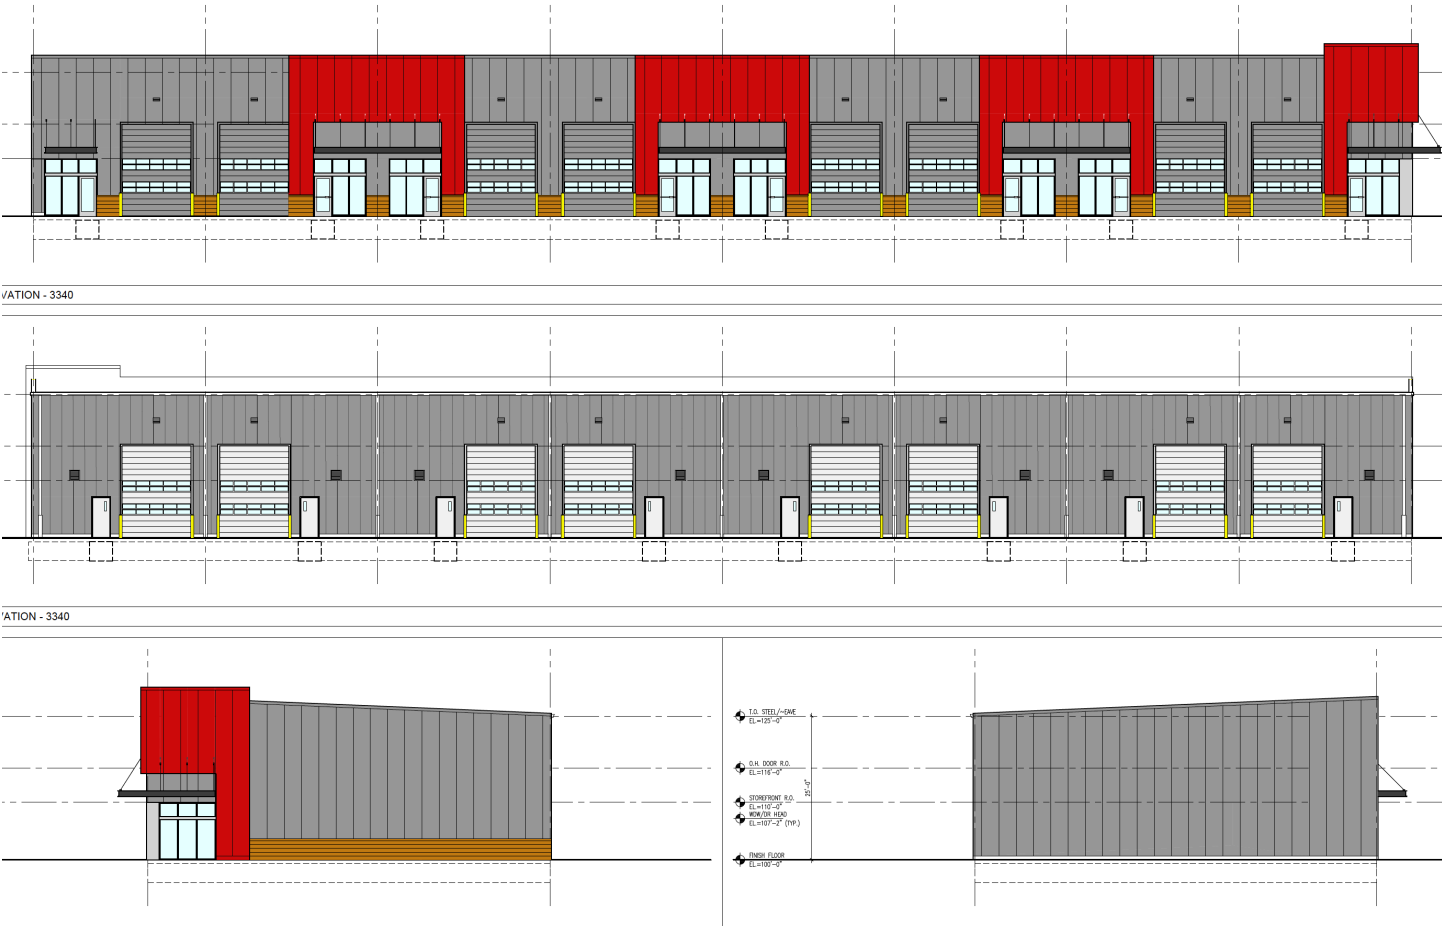 VATION - 3340
VATION - 3340
T.O. STEEL/~EAVE
EL.=125'-0"
O.H. DOOR R.O.
EL.=116'-0"
25'-0"
STOREFRONT R.O.
EL.=110'-0"
WDW/DR HEAD
EL.=107'-2" (TYP.)
FINISH FLOOR
EL.=100'-0"